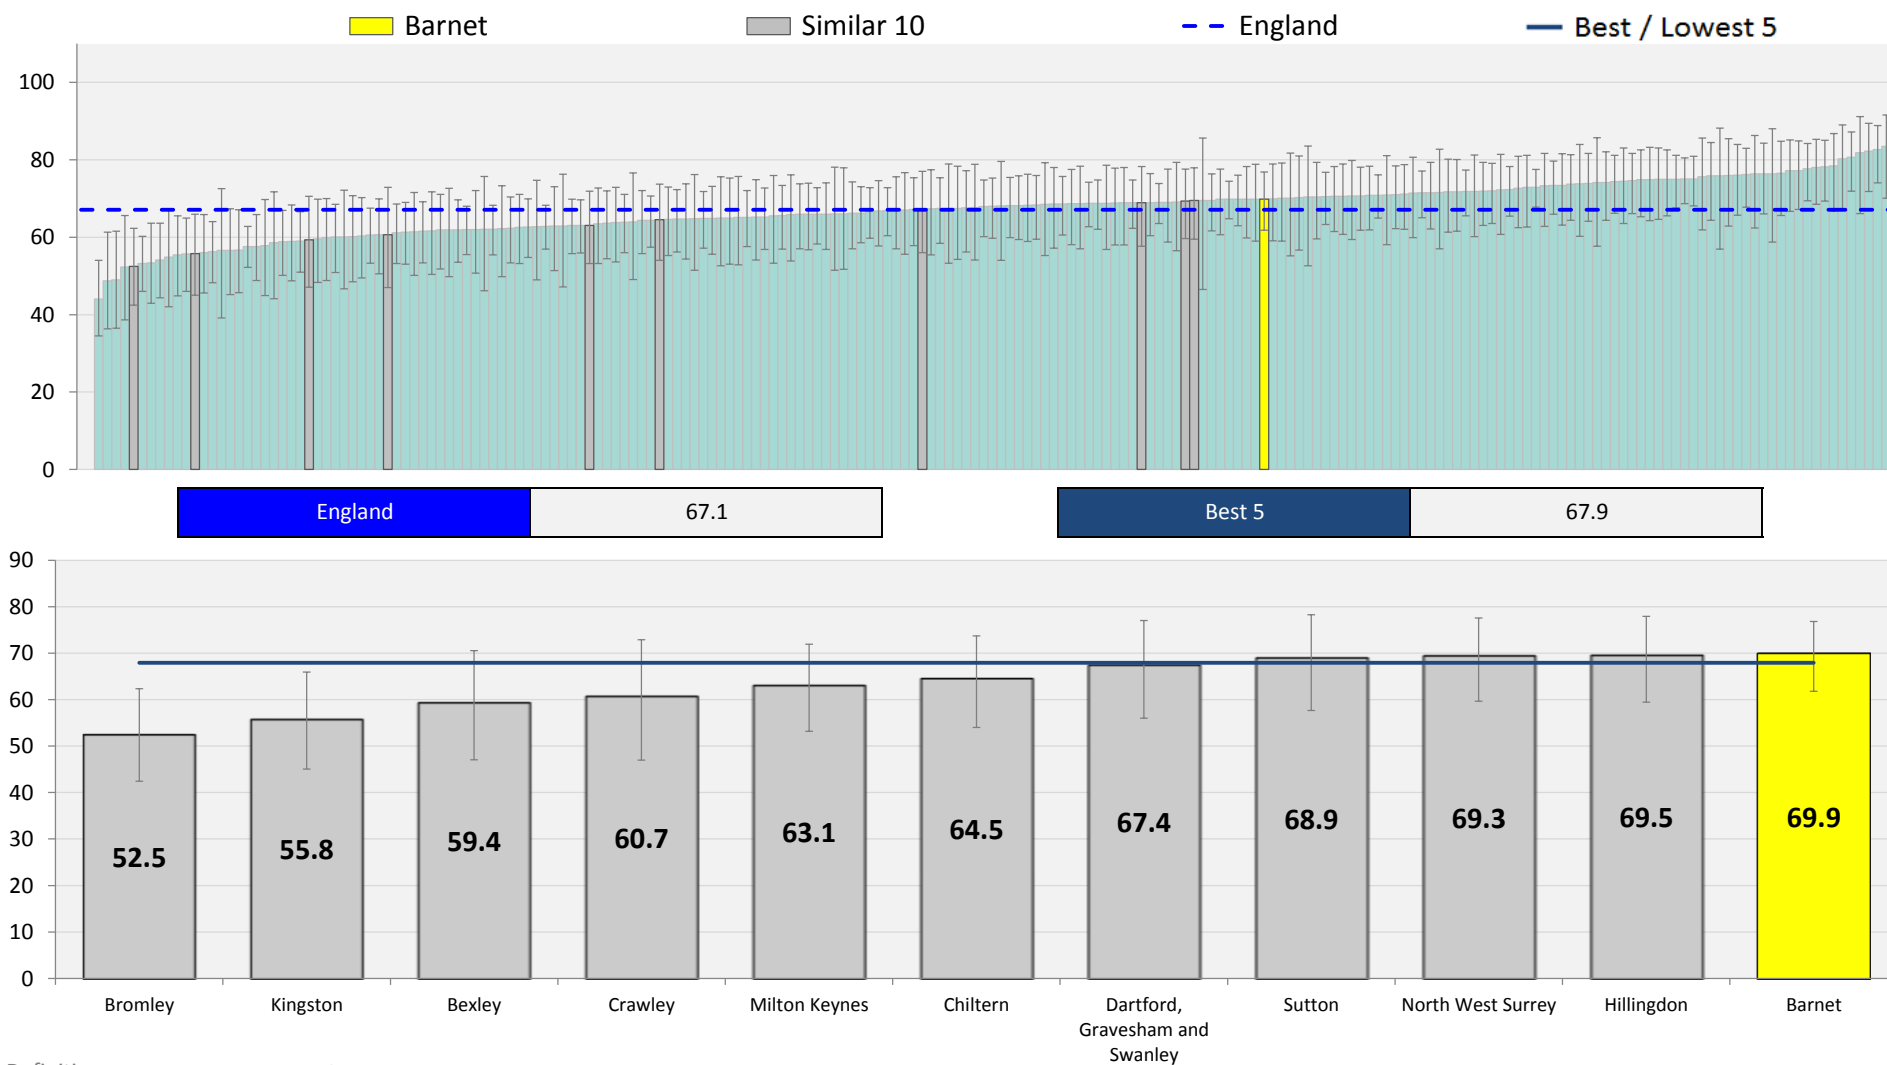 Barnet
Similar 10
England
Best / Lowest 5
100
80
60
40
20
0
England 67.1 Best 5 67.9
90
80
70
60
50
40
30
20
10
0
52.5 55.8 59.4 60.7 63.1 64.5 67.4 68.9 69.3 69.5 69.9
Bromley
Kingston
Bexley
Crawley
Milton Keynes
Chiltern
Dartford,
Gravesham and
Swanley
Sutton
North West Surrey
Hillingdon
Barnet